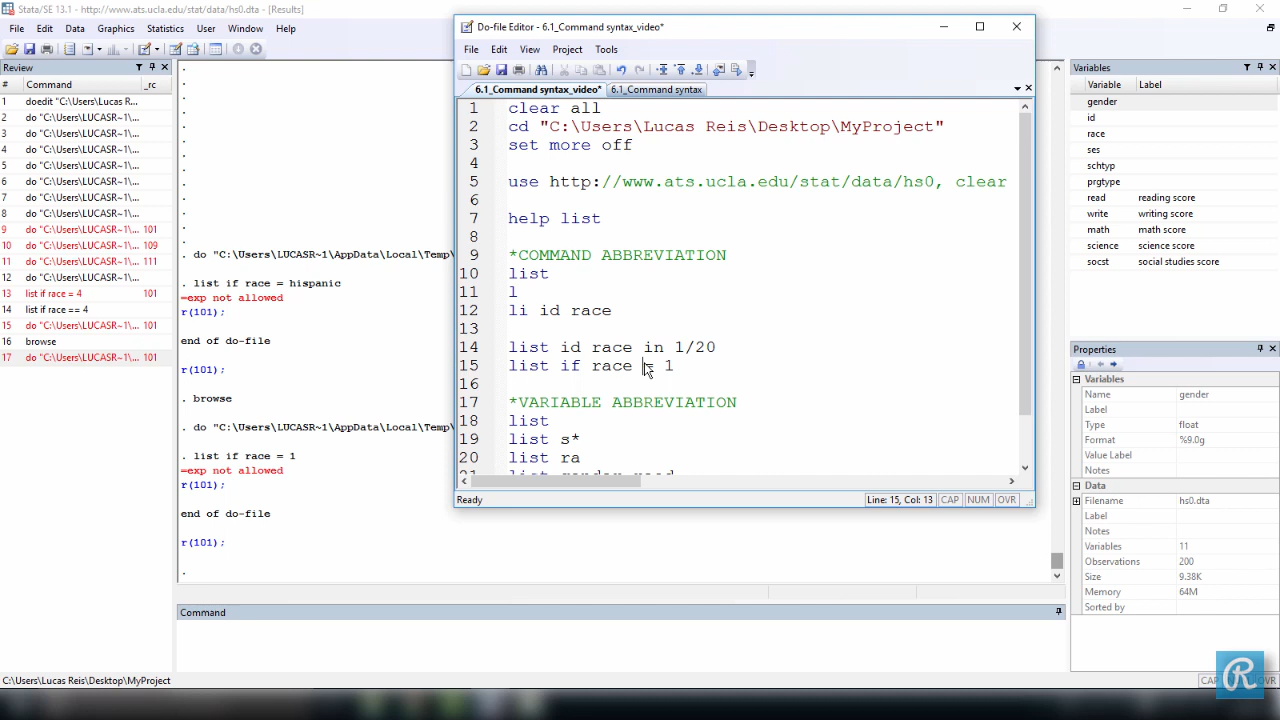 Stata/SE 13.1 - http://www.ats.ucla.edu/stat/data/hs0.dta - [Results]
File Edit Data Graphics Statistics User Window Help
Review
# Command _rc
1 doedit "C:\Users\Lucas R...
2 do "C:\Users\LUCASR~1\...
3 do "C:\Users\LUCASR~1\...
4 do "C:\Users\LUCASR~1\...
5 do "C:\Users\LUCASR~1\...
6 do "C:\Users\LUCASR~1\...
7 do "C:\Users\LUCASR~1\...
8 do "C:\Users\LUCASR~1\...
9 do "C:\Users\LUCASR~1\... 101
10 do "C:\Users\LUCASR~1\... 109
11 do "C:\Users\LUCASR~1\... 111
12 do "C:\Users\LUCASR~1\...
13 list if race = 4 101
14 list if race == 4
15 do "C:\Users\LUCASR~1\... 101
16 browse
17 do "C:\Users\LUCASR~1\... 101
. do "C:\Users\LUCASR~1\AppData\Local\Temp\
. list if race = hispanic
=exp not allowed
r(101);
end of do-file
r(101);
. browse
. do "C:\Users\LUCASR~1\AppData\Local\Temp\
. list if race = 1
=exp not allowed
r(101);
end of do-file
r(101);
.
Command
Do-file Editor - 6.1_Command syntax_video*
File Edit View Project Tools
6.1_Command syntax_video* 6.1_Command syntax
1 clear all
2 cd "C:\Users\Lucas Reis\Desktop\MyProject"
3 set more off
4
5 use http://www.ats.ucla.edu/stat/data/hs0, clear
6
7 help list
8
9 *COMMAND ABBREVIATION
10 list
11 l
12 li id race
13
14 list id race in 1/20
15 list if race = 1
16
17 *VARIABLE ABBREVIATION
18 list
19 list s*
20 list ra
Ready Line: 15, Col: 13 CAP NUM OVR
Variables
Variable Label
gender
id
race
ses
schtyp
prgtype
read reading score
write writing score
math math score
science science score
socst social studies score
Properties
Variables
Name gender
Label
Type float
Format %9.0g
Value Label
Notes
Data
Filename hs0.dta
Label
Notes
Variables 11
Observations 200
Size 9.38K
Memory 64M
Sorted by
C:\Users\Lucas Reis\Desktop\MyProject
CAP OVR
R